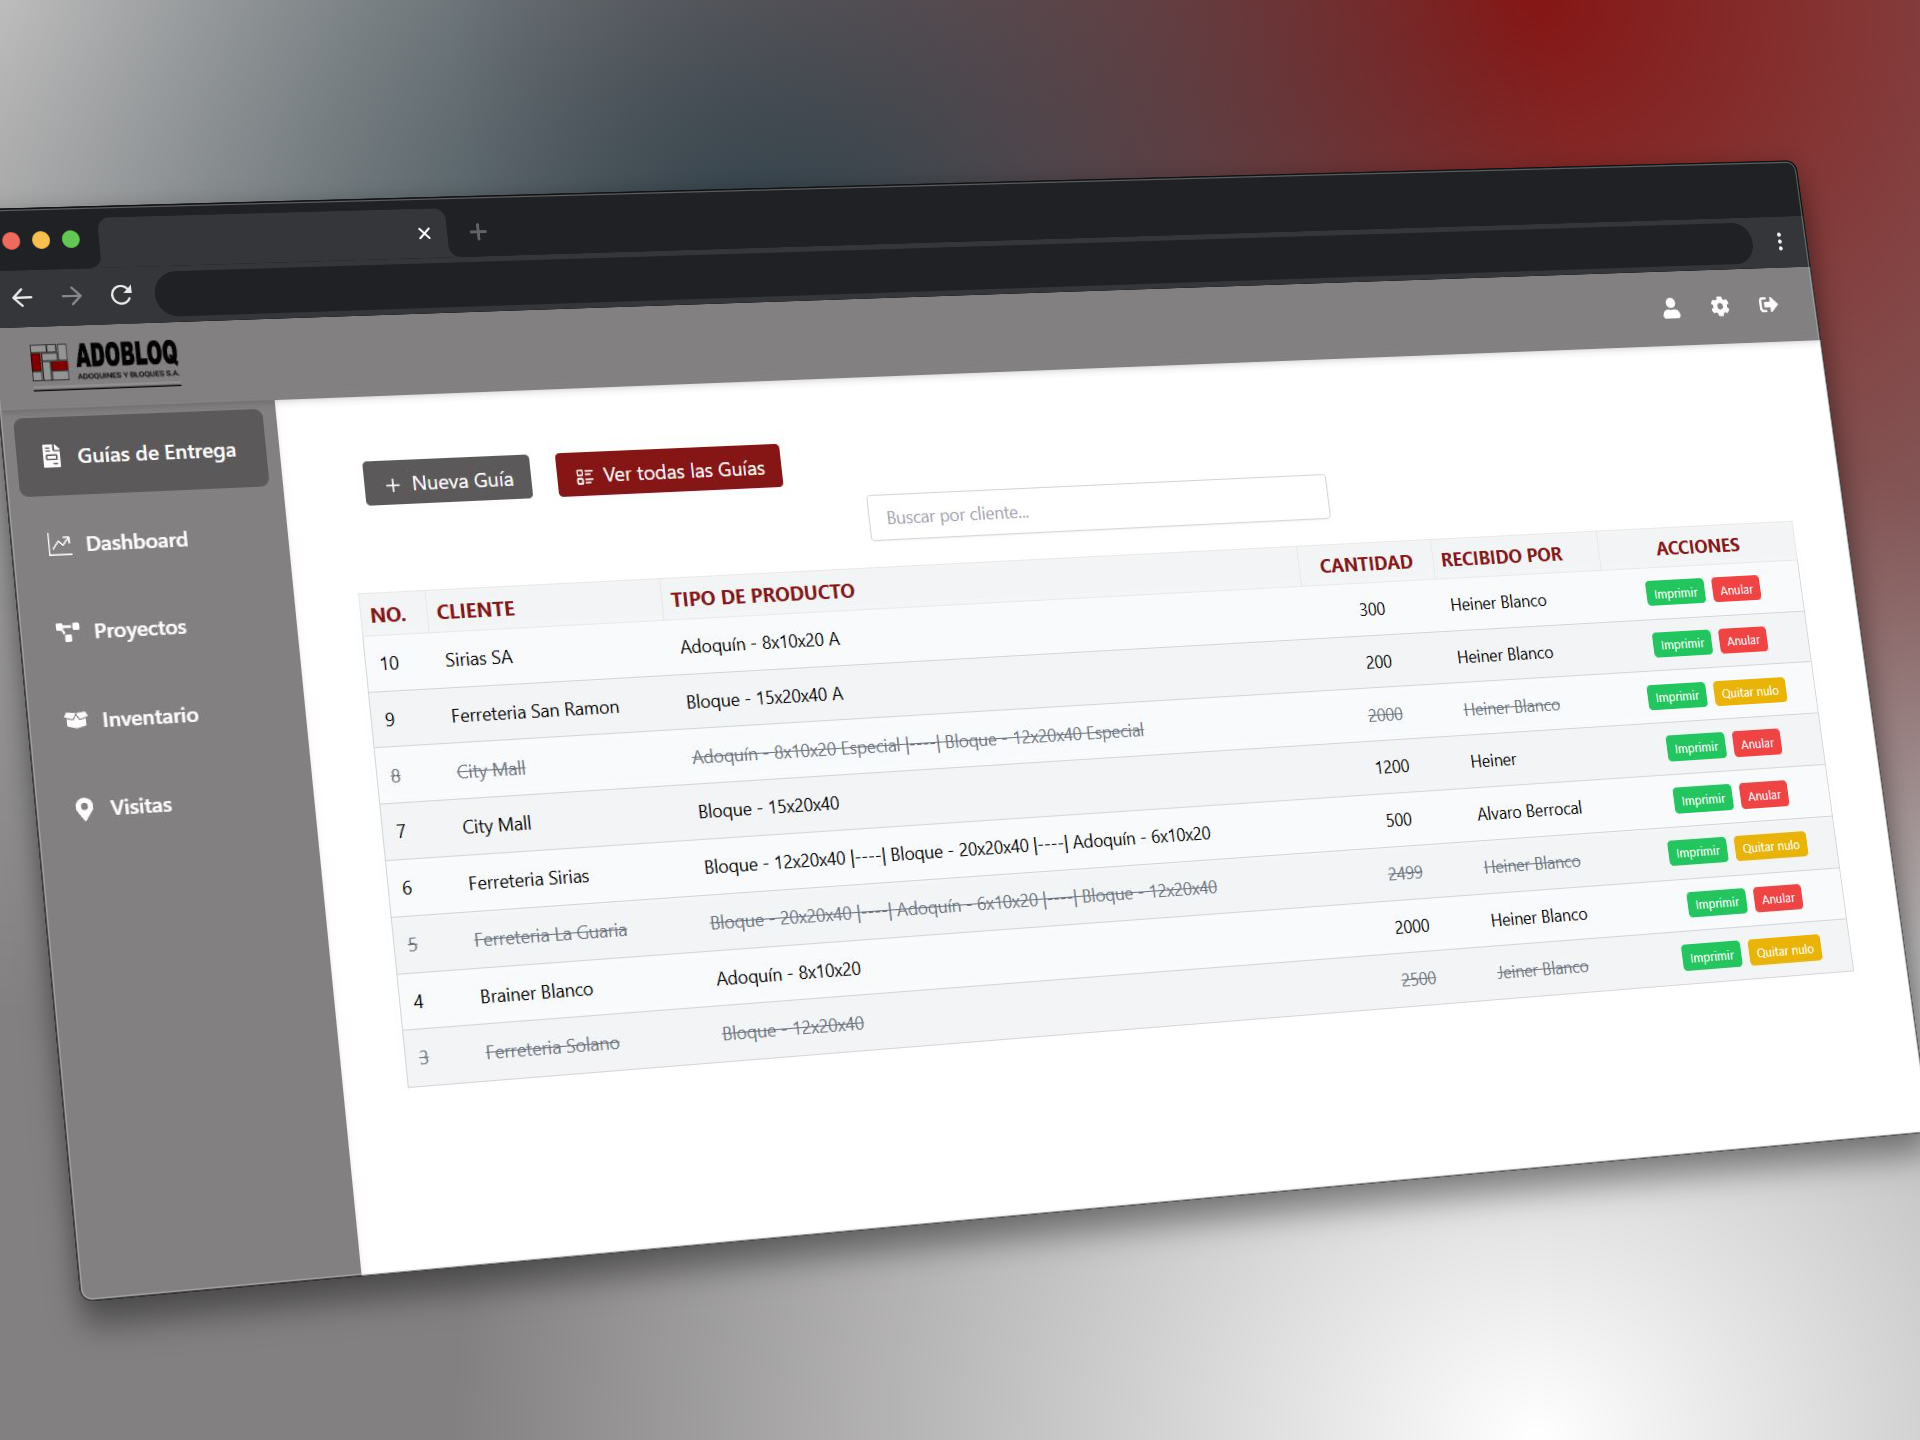 ADOBLOQ
ADOQUINES Y BLOQUES S.A.
Guías de Entrega
Dashboard
Proyectos
Inventario
Visitas
+ Nueva Guía
Ver todas las Guías
Buscar por cliente...
NO. CLIENTE TIPO DE PRODUCTO CANTIDAD RECIBIDO POR ACCIONES
10 Sirias SA Adoquín - 8x10x20 A 300 Heiner Blanco Imprimir Anular
9 Ferreteria San Ramon Bloque - 15x20x40 A 200 Heiner Blanco Imprimir Anular
8 City Mall Adoquín - 8x10x20 Especial |----| Bloque - 12x20x40 Especial 2000 Heiner Blanco Imprimir Quitar nulo
7 City Mall Bloque - 15x20x40 1200 Heiner Imprimir Anular
6 Ferreteria Sirias Bloque - 12x20x40 |----| Bloque - 20x20x40 |----| Adoquín - 6x10x20 500 Alvaro Berrocal Imprimir Anular
5 Ferreteria La Guaria Bloque - 20x20x40 |----| Adoquín - 6x10x20 |----| Bloque - 12x20x40 2499 Heiner Blanco Imprimir Quitar nulo
4 Brainer Blanco Adoquín - 8x10x20 2000 Heiner Blanco Imprimir Anular
3 Ferreteria Solano Bloque - 12x20x40 2500 Jeiner Blanco Imprimir Quitar nulo